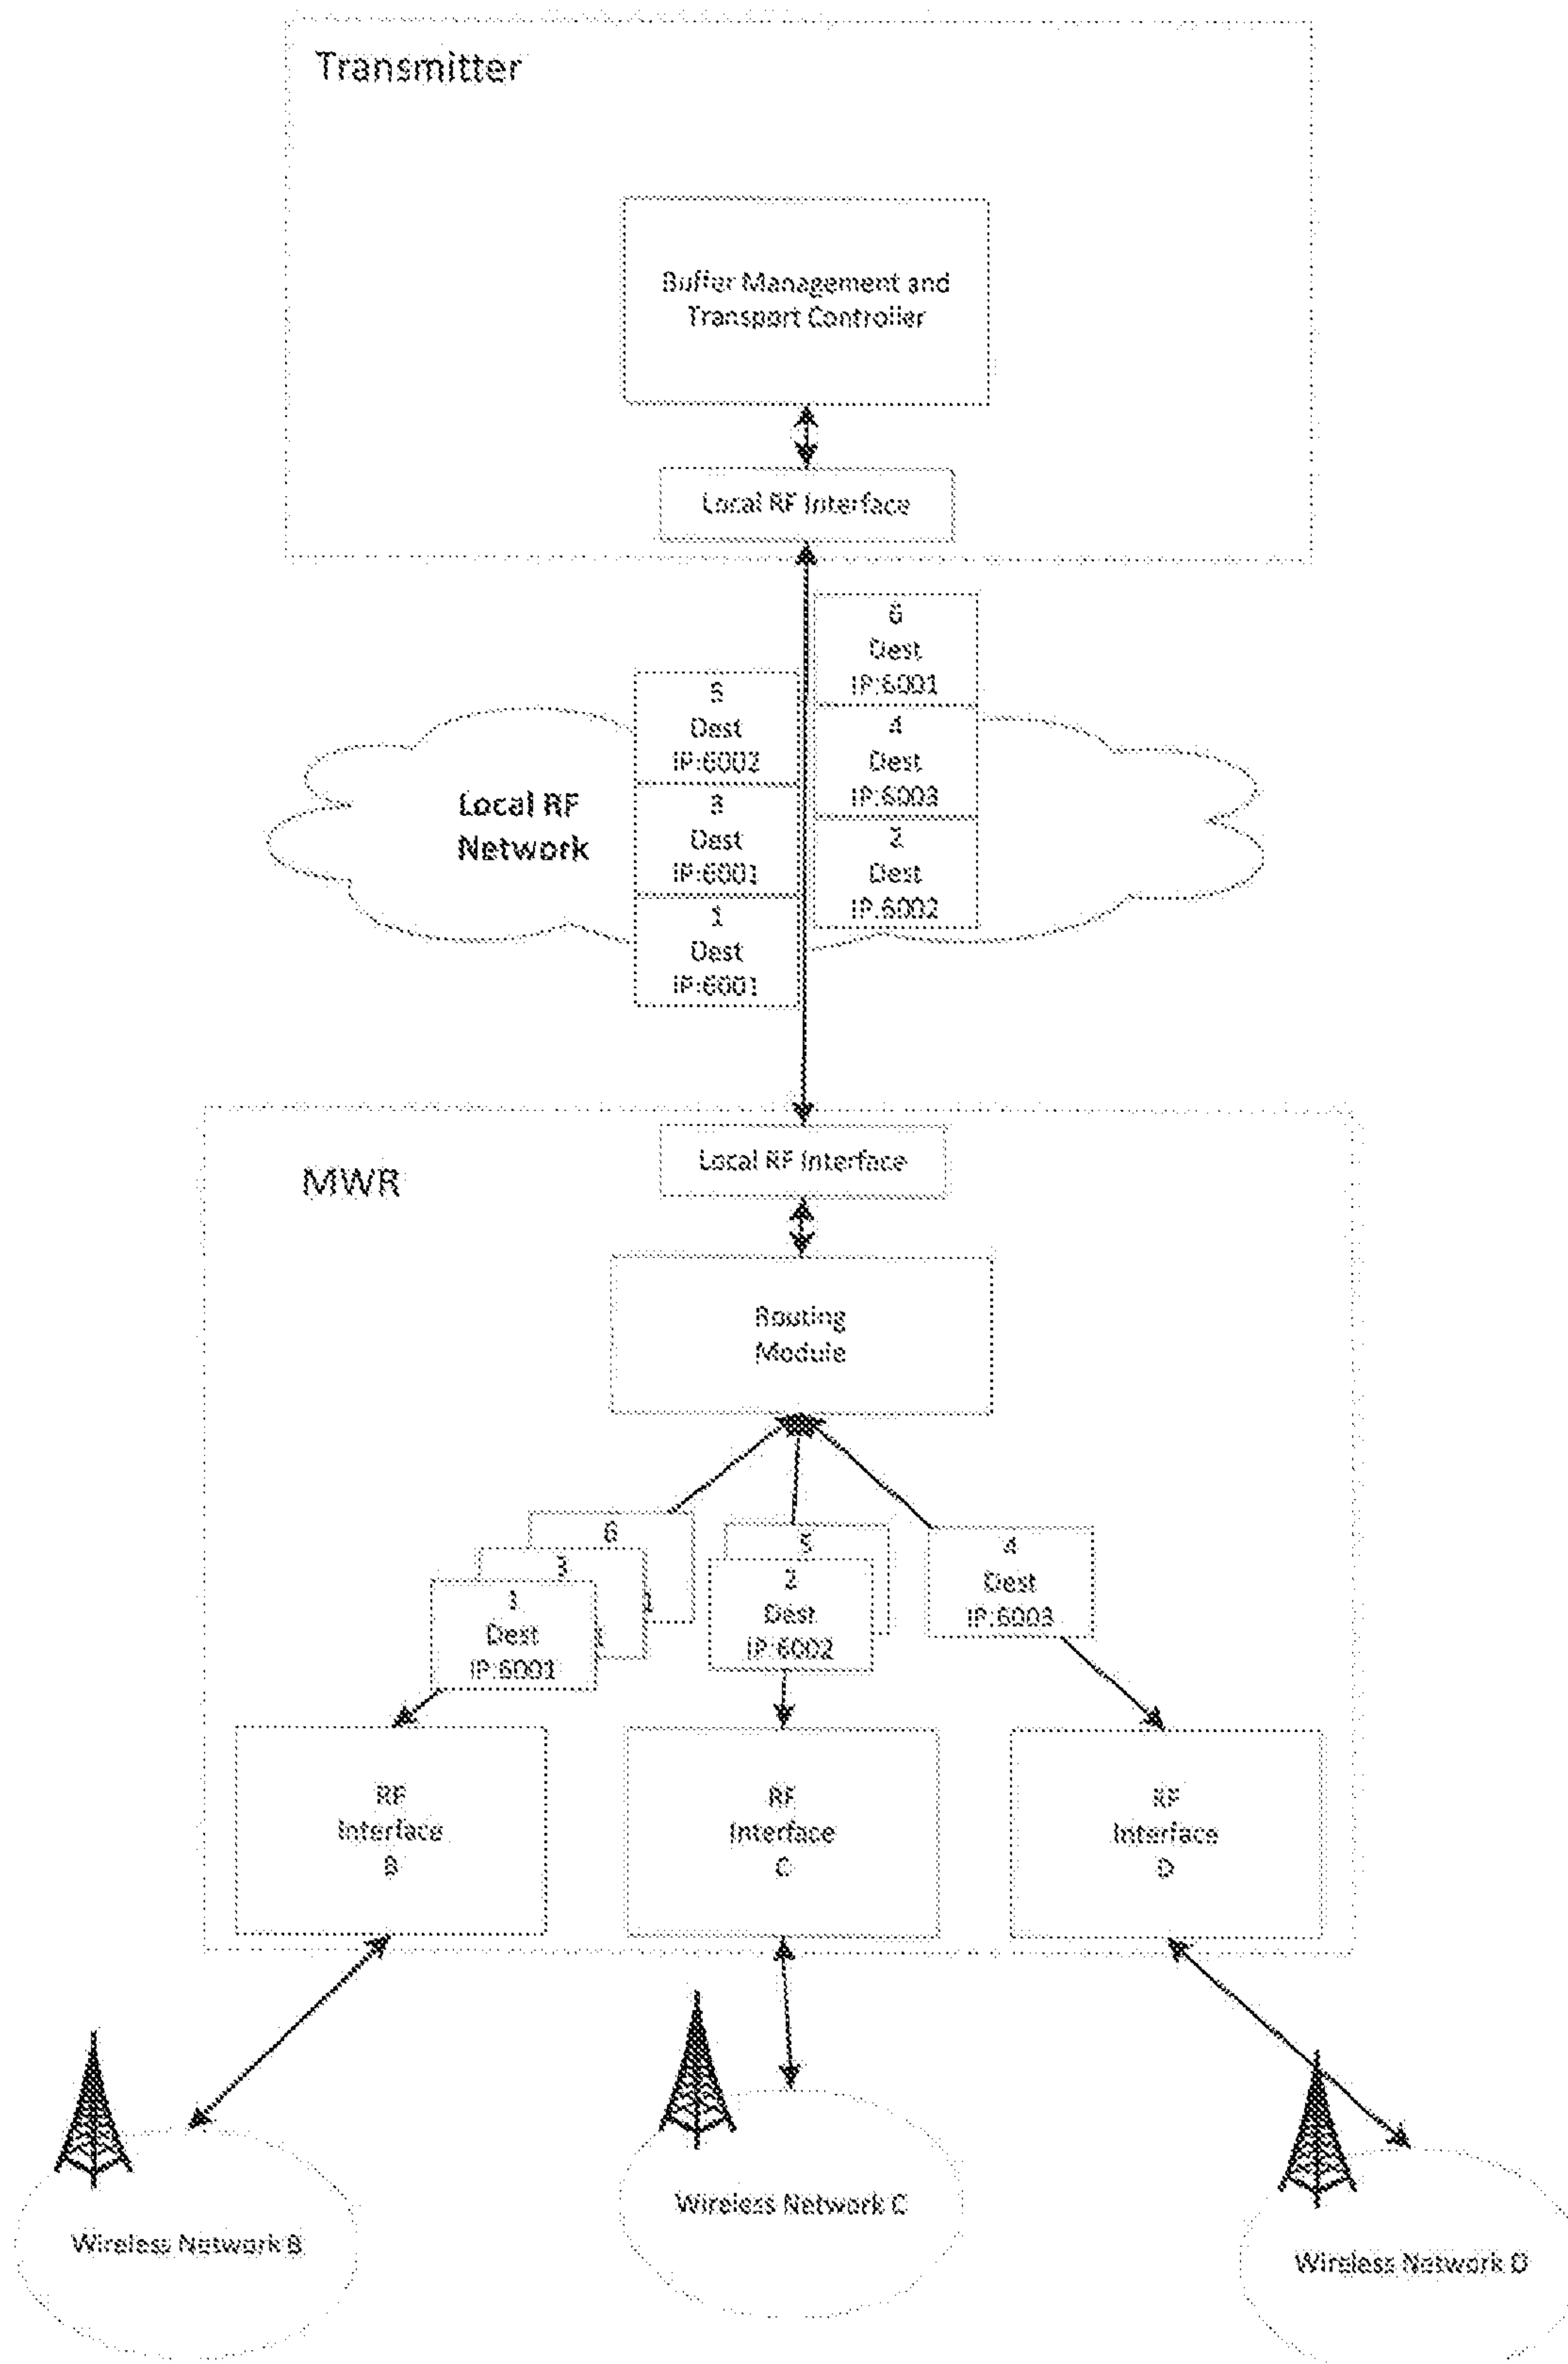 Transmitter
Buffer Management and
Transport Controller
Local RF Interface
6
Dest
IP:6001
5
Dest
IP:6002
4
Dest
IP:6003
Local RF
Network
3
Dest
IP:6001
2
Dest
IP:6002
1
Dest
IP:6001
Local RF Interface
MWR
Routing
Module
6
3
1
Dest
IP:6001
1
5
2
Dest
IP:6002
4
Dest
IP:6003
RF
Interface
B
RF
Interface
C
RF
Interface
D
Wireless Network B
Wireless Network C
Wireless Network D